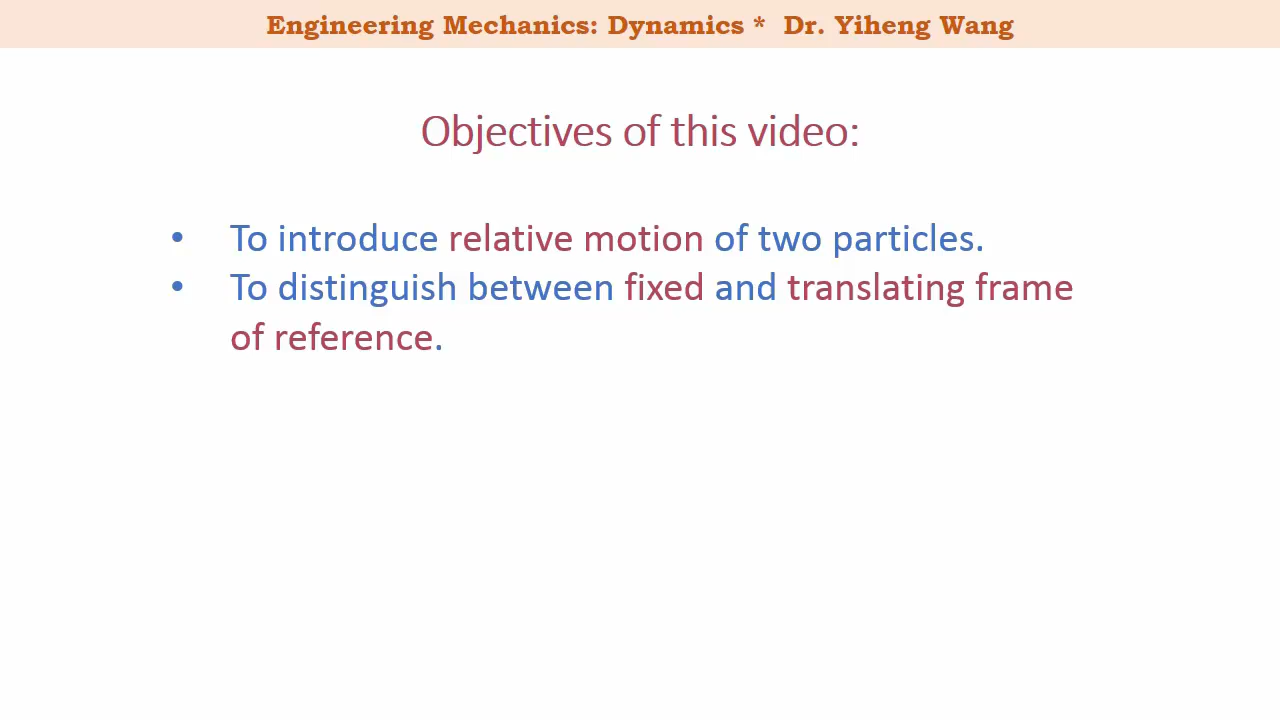 Engineering Mechanics: Dynamics * Dr. Yiheng Wang
Objectives of this video:
• To introduce relative motion of two particles.
• To distinguish between fixed and translating frame
of reference.